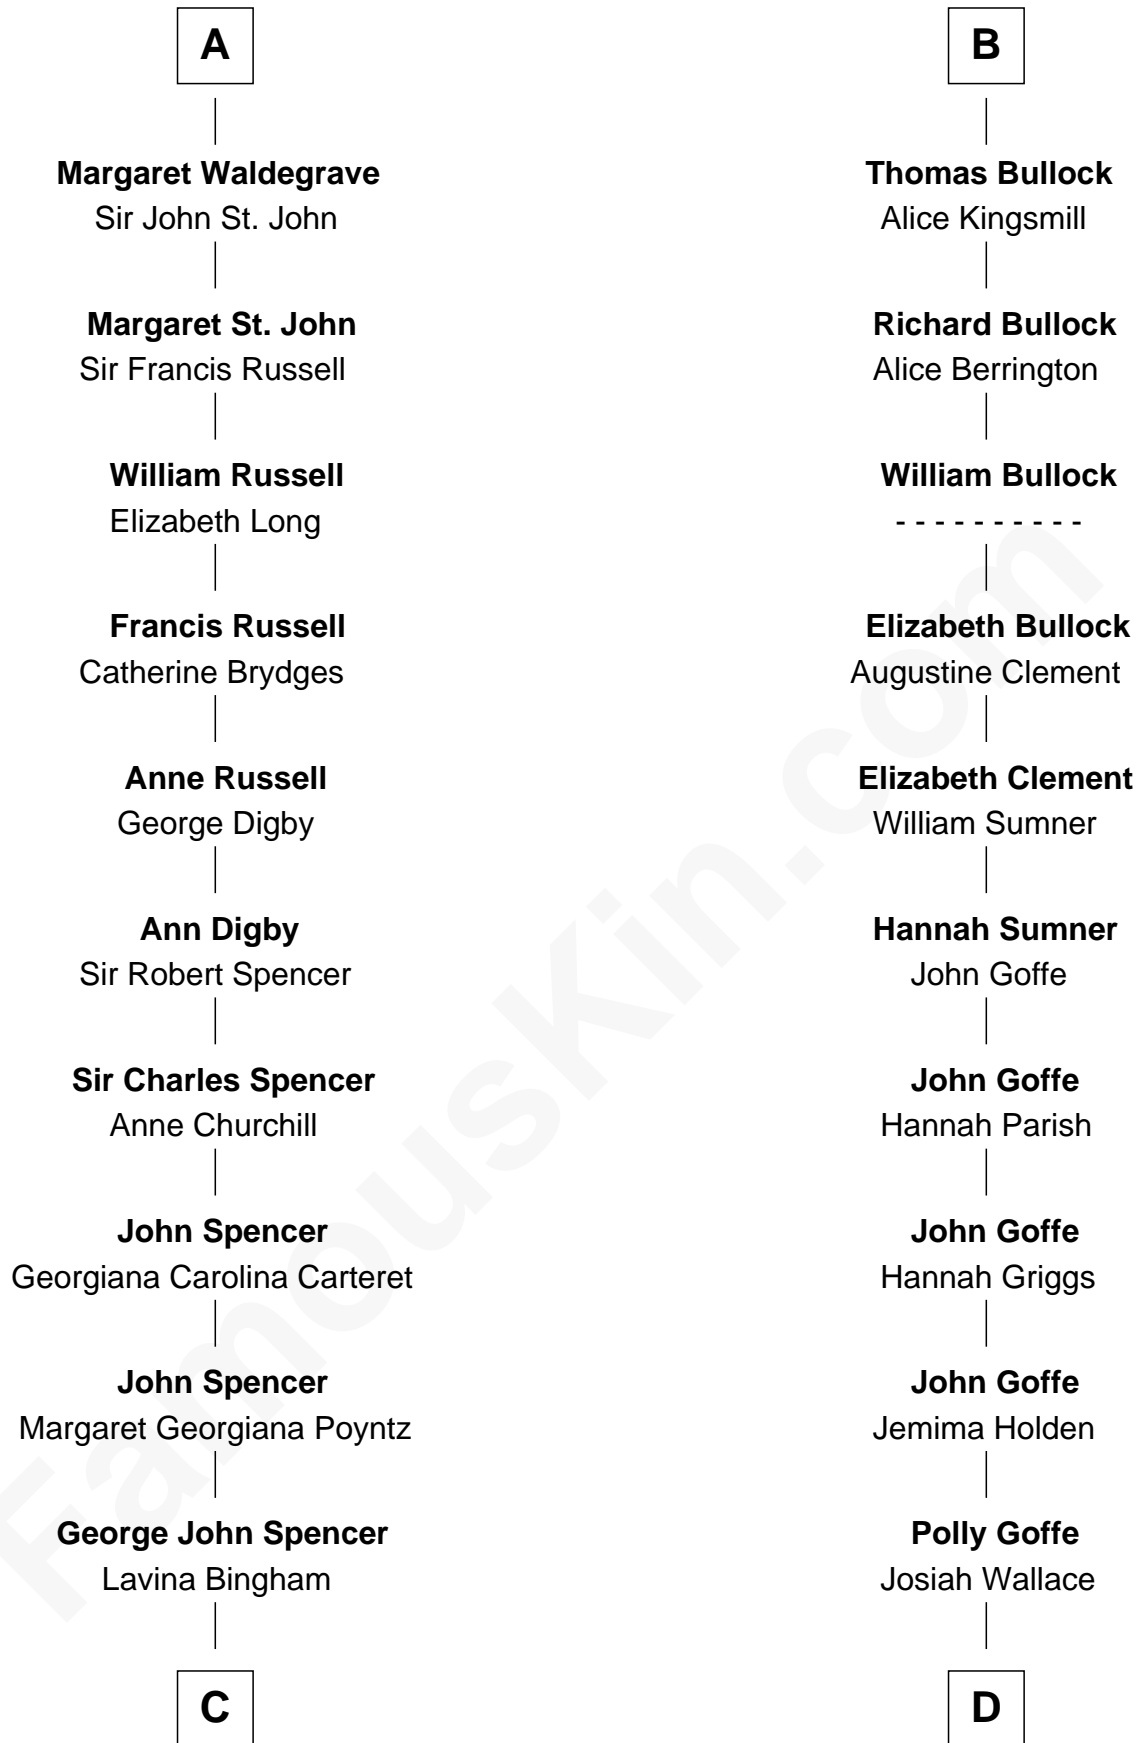 A
Margaret Waldegrave
Sir John St. John
Margaret St. John
Sir Francis Russell
William Russell
Elizabeth Long
Francis Russell
Catherine Brydges
Anne Russell
George Digby
Ann Digby
Sir Robert Spencer
Sir Charles Spencer
Anne Churchill
John Spencer
Georgiana Carolina Carteret
John Spencer
Margaret Georgiana Poyntz
George John Spencer
Lavina Bingham
C
B
Thomas Bullock
Alice Kingsmill
Richard Bullock
Alice Berrington
William Bullock
- - - - - - - - - -
Elizabeth Bullock
Augustine Clement
Elizabeth Clement
William Sumner
Hannah Sumner
John Goffe
John Goffe
Hannah Parish
John Goffe
Hannah Griggs
John Goffe
Jemima Holden
Polly Goffe
Josiah Wallace
D
FamousKin.com